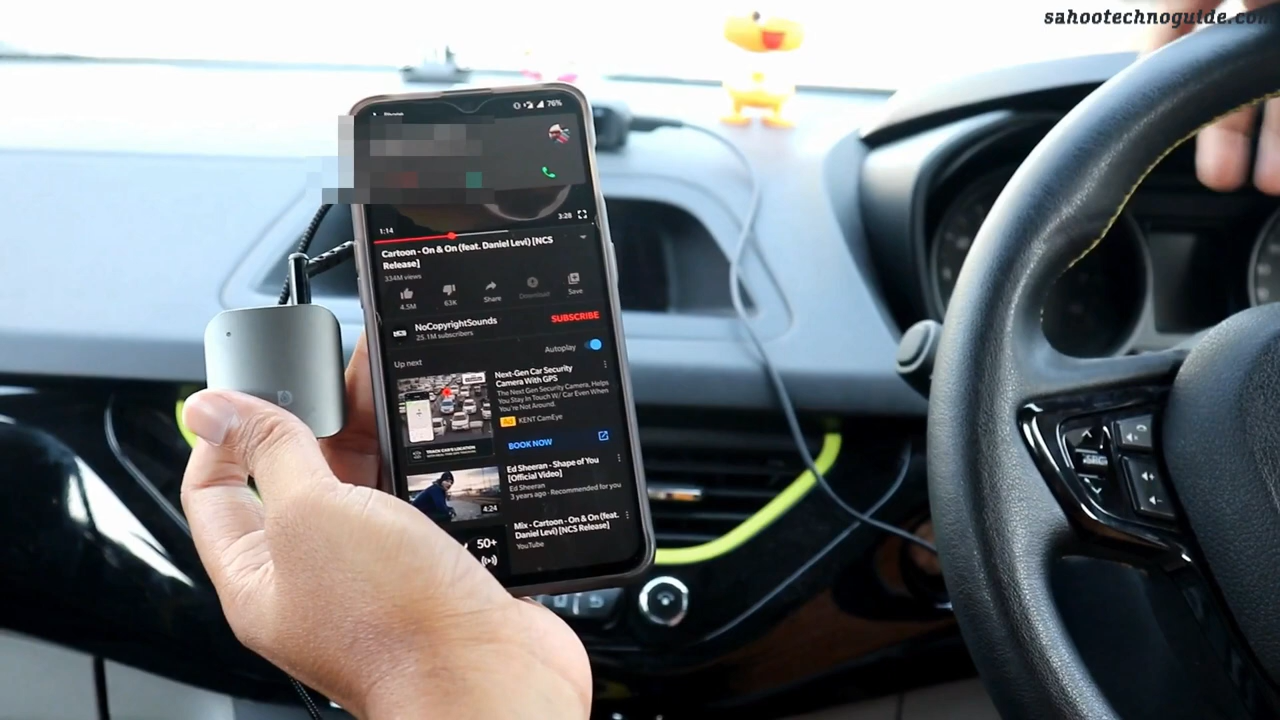 sahootechnoguide.com
76%
3:28
1:14
Cartoon - On & On (feat. Daniel Levi) [NCS
Release]
334M views
4.5M
63K
Share
Download
Save
NoCopyrightSounds
25.1M subscribers
SUBSCRIBE
Autoplay
Up next
Next-Gen Car Security
Camera With GPS
The Next Gen Security Camera, Helps
You Stay In Touch W/ Car Even When
You're Not Around.
Ad KENT CamEye
BOOK NOW
TRACK CAR'S LOCATION
Ed Sheeran - Shape of You
[Official Video]
Ed Sheeran
3 years ago · Recommended for you
4:24
Mix - Cartoon - On & On (feat.
Daniel Levi) [NCS Release]
YouTube
50+